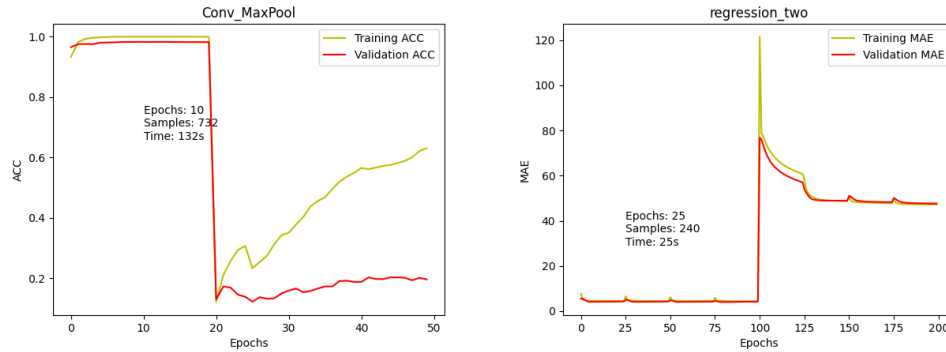 Conv_MaxPool
1.0
0.8
0.6
0.4
0.2
ACC
Training ACC
Validation ACC
Epochs: 10
Samples: 732
Time: 132s
0
10
20
30
40
50
Epochs
regression_two
120
100
80
60
40
20
0
MAE
Training MAE
Validation MAE
Epochs: 25
Samples: 240
Time: 25s
0
25
50
75
100
125
150
175
200
Epochs